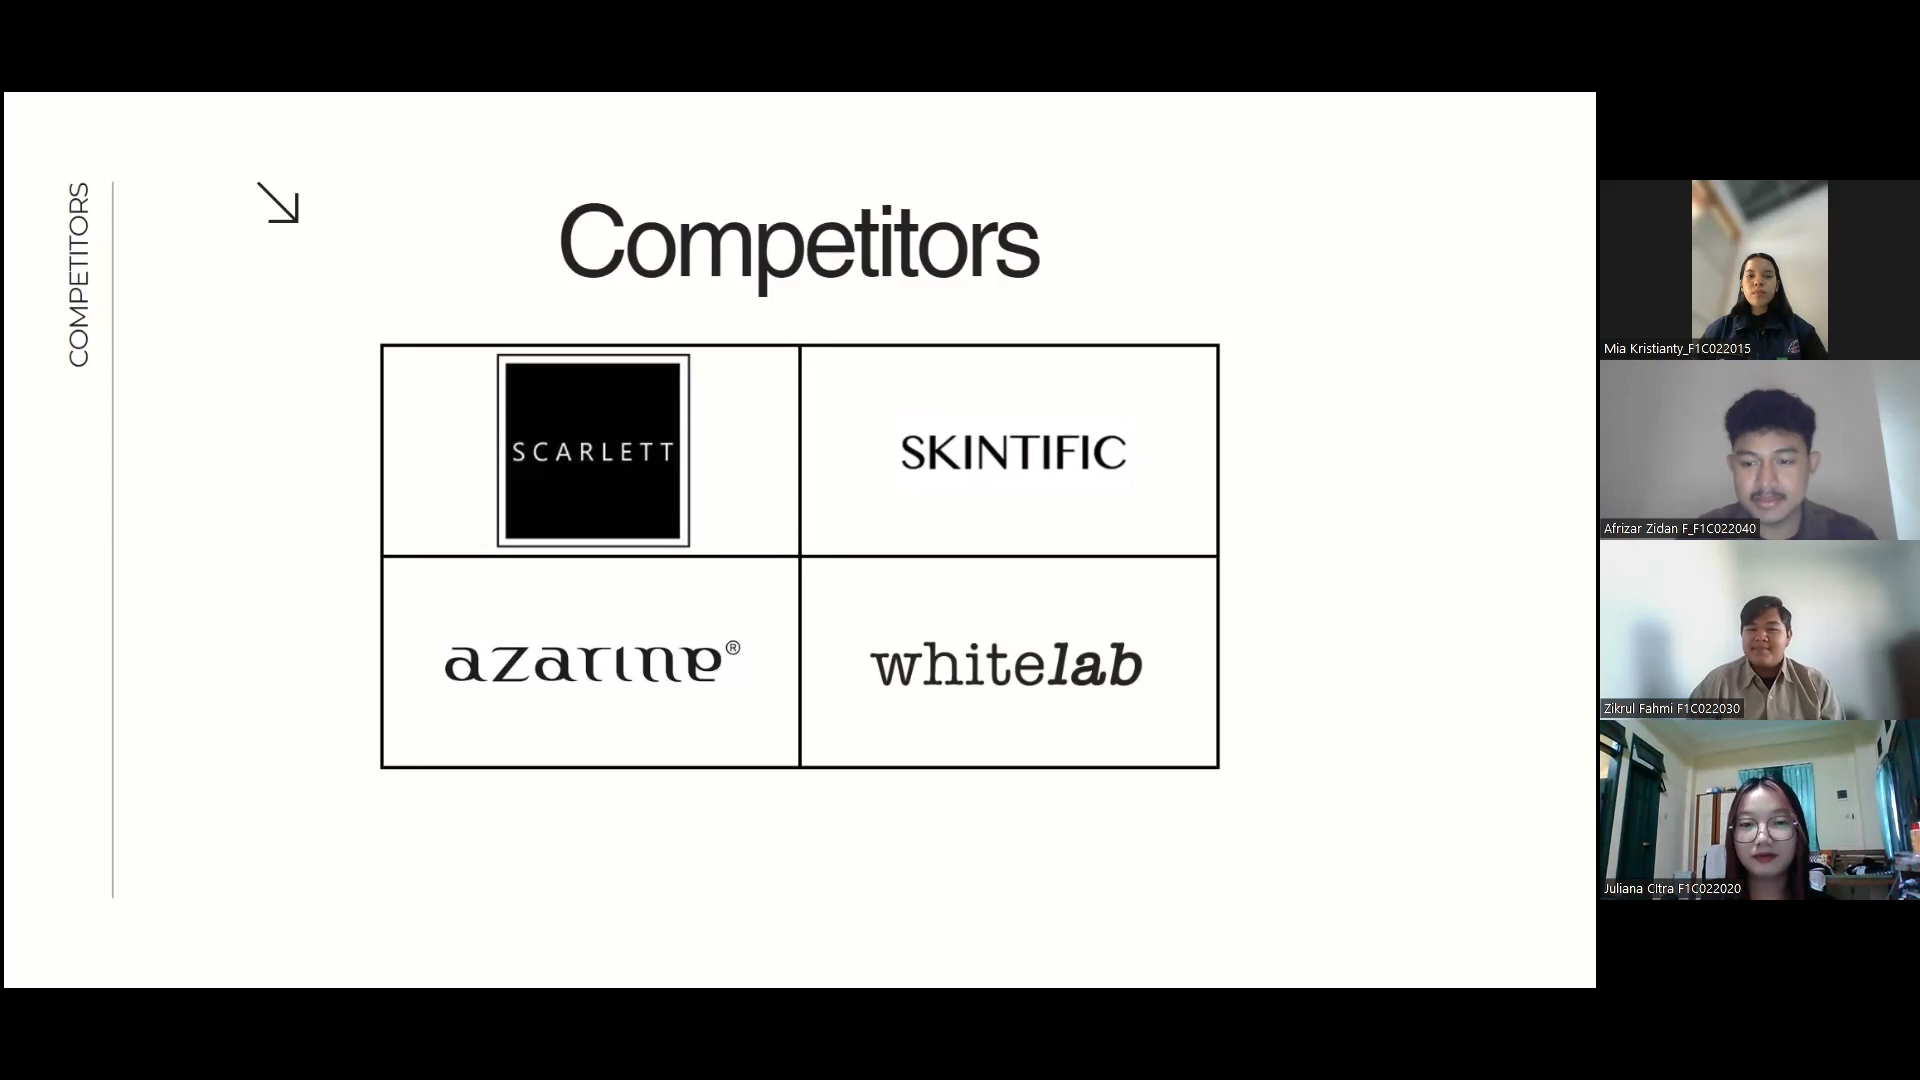 COMPETITORS
Competitors
SCARLETT
SKINTIFIC
azarine®
whitelab
Mia Kristianty_F1C022015
Afrizar Zidan F_F1C022040
Zikrul Fahmi F1C022030
Juliana CItra F1C022020